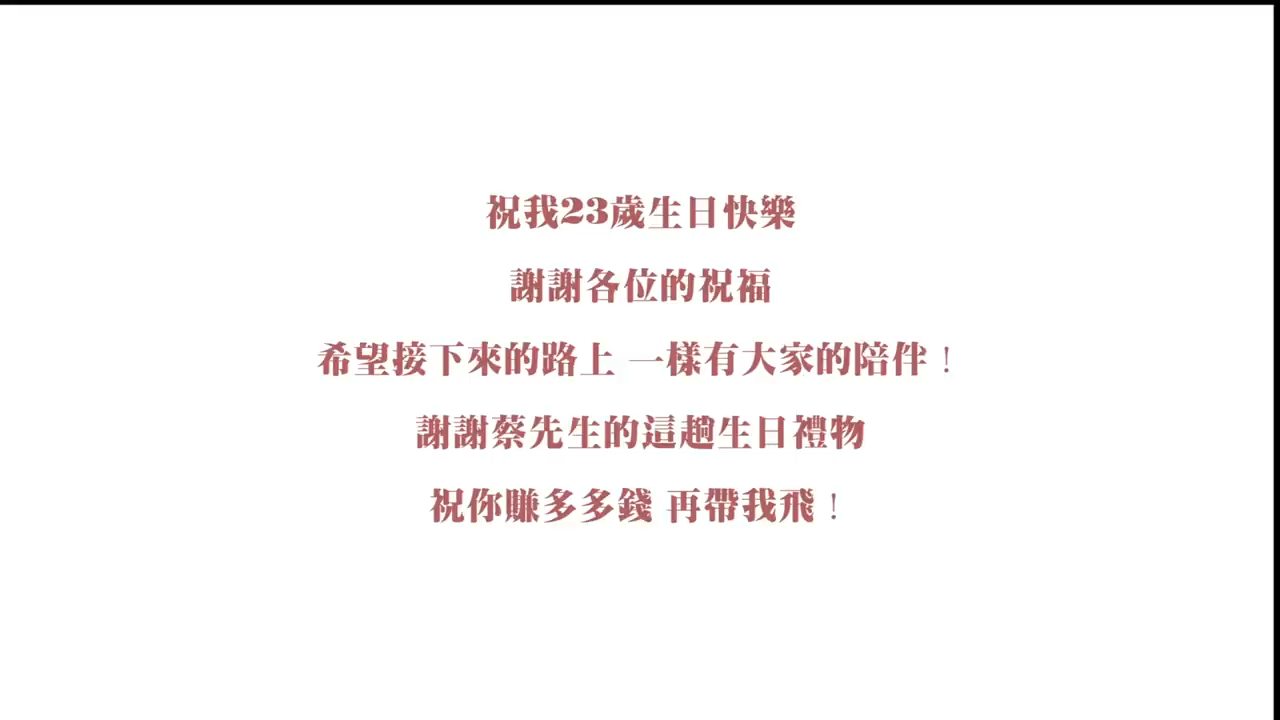 祝我23歲生日快樂
謝謝各位的祝福
希望接下來的路上 一樣有大家的陪伴！
謝謝蔡先生的這趟生日禮物
祝你賺多多錢 再帶我飛！